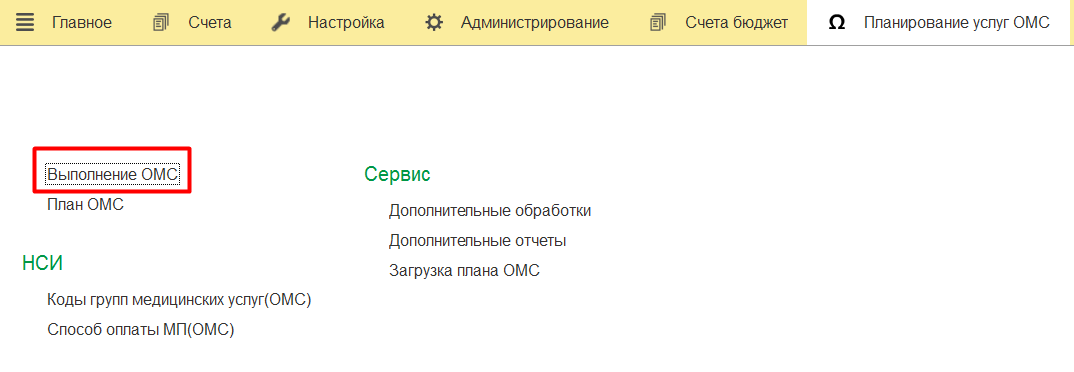 Главное Счета Настройка Администрирование Счета бюджет Ω Планирование услуг ОМС
Выполнение ОМС
План ОМС
НСИ
Коды групп медицинских услуг(ОМС)
Способ оплаты МП(ОМС)
Сервис
Дополнительные обработки
Дополнительные отчеты
Загрузка плана ОМС